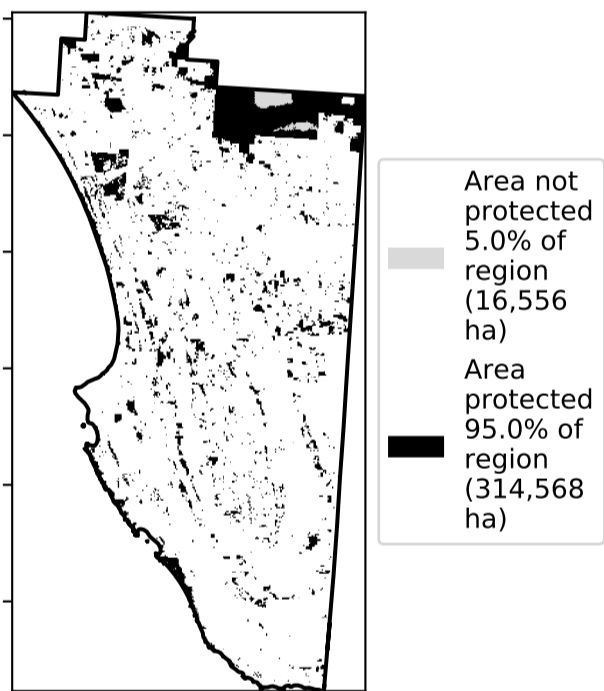 Area not
protected
5.0% of
region
(16,556
ha)
Area
protected
95.0% of
region
(314,568
ha)